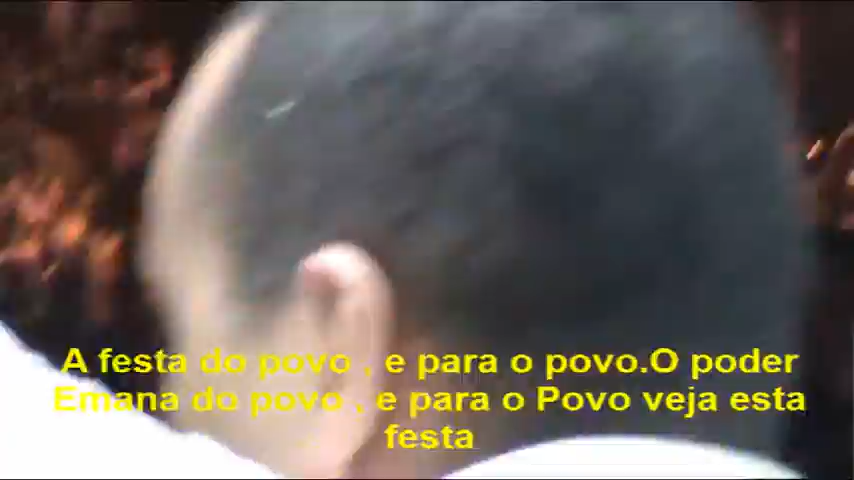 A festa do povo , e para o povo.O poder
Emana do povo , e para o Povo veja esta
festa